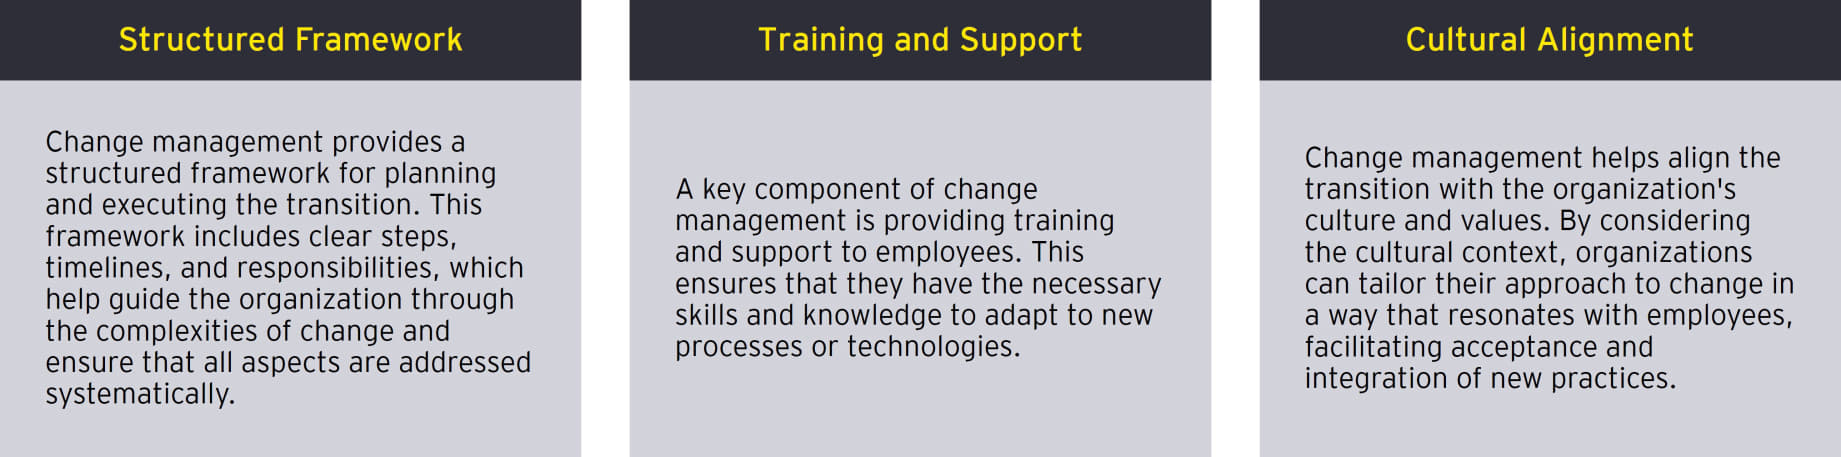 Structured Framework
Change management provides a
structured framework for planning
and executing the transition. This
framework includes clear steps,
timelines, and responsibilities, which
help guide the organization through
the complexities of change and
ensure that all aspects are addressed
systematically.
Training and Support
A key component of change
management is providing training
and support to employees. This
ensures that they have the necessary
skills and knowledge to adapt to new
processes or technologies.
Cultural Alignment
Change management helps align the
transition with the organization's
culture and values. By considering
the cultural context, organizations
can tailor their approach to change in
a way that resonates with employees,
facilitating acceptance and
integration of new practices.